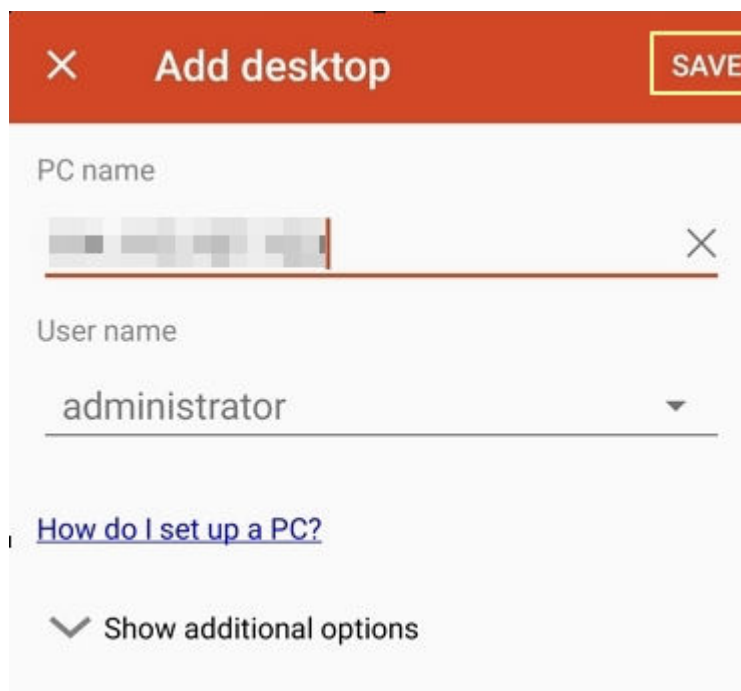 Add desktop
SAVE
PC name
User name
administrator
How do I set up a PC?
Show additional options